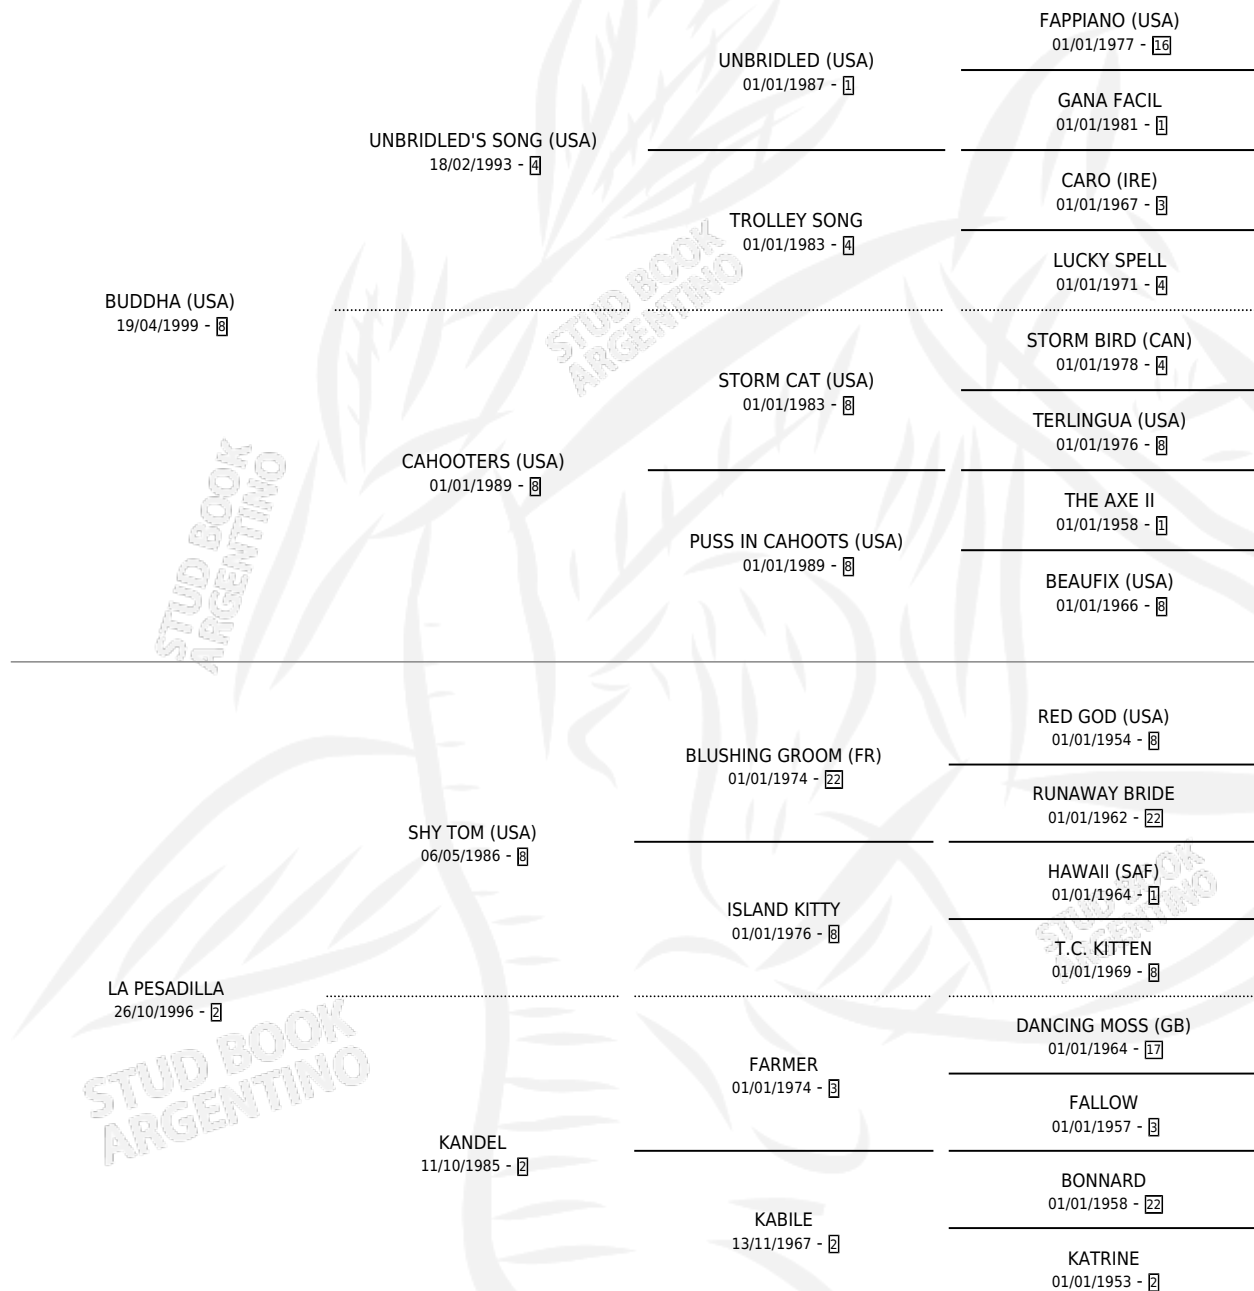 BUDDHA (USA)
19/04/1999 - 8
UNBRIDLED'S SONG (USA)
18/02/1993 - 4
UNBRIDLED (USA)
01/01/1987 - 1
FAPPIANO (USA)
01/01/1977 - 16
GANA FACIL
01/01/1981 - 1
TROLLEY SONG
01/01/1983 - 4
CARO (IRE)
01/01/1967 - 3
LUCKY SPELL
01/01/1971 - 4
CAHOOTERS (USA)
01/01/1989 - 8
STORM CAT (USA)
01/01/1983 - 8
STORM BIRD (CAN)
01/01/1978 - 4
TERLINGUA (USA)
01/01/1976 - 8
PUSS IN CAHOOTS (USA)
01/01/1989 - 8
THE AXE II
01/01/1958 - 1
BEAUFIX (USA)
01/01/1966 - 8
LA PESADILLA
26/10/1996 - 2
SHY TOM (USA)
06/05/1986 - 8
BLUSHING GROOM (FR)
01/01/1974 - 22
RED GOD (USA)
01/01/1954 - 8
RUNAWAY BRIDE
01/01/1962 - 22
ISLAND KITTY
01/01/1976 - 8
HAWAII (SAF)
01/01/1964 - 1
T.C. KITTEN
01/01/1969 - 8
KANDEL
11/10/1985 - 2
FARMER
01/01/1974 - 3
DANCING MOSS (GB)
01/01/1964 - 17
FALLOW
01/01/1957 - 3
KABILE
13/11/1967 - 2
BONNARD
01/01/1958 - 22
KATRINE
01/01/1953 - 2
STUD BOOK
ARGENTINO
STUD BOOK
ARGENTINO
STUD BOOK
ARGENTINO
STUD BOOK
ARGENTINO